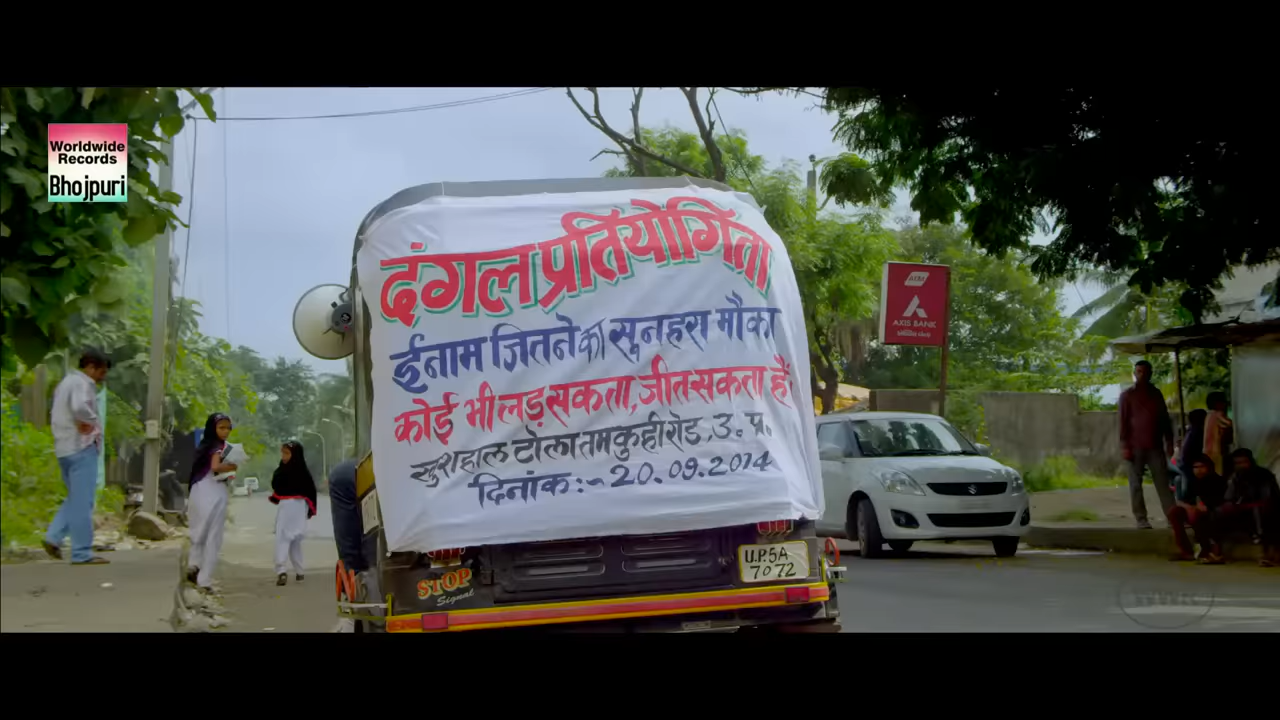 Worldwide
Records
Bhojpuri
दंगल प्रतियोगिता
ईनाम जितने का सुनहरा मौका
कोई भी लड़ सकता, जीत सकता हैं
खुशहाल टोला तमकुही रोड, उ. प्र.
दिनांक :- 20.09.2014
ATM
AXIS BANK
STOP
Signal
U.P.5A
7072